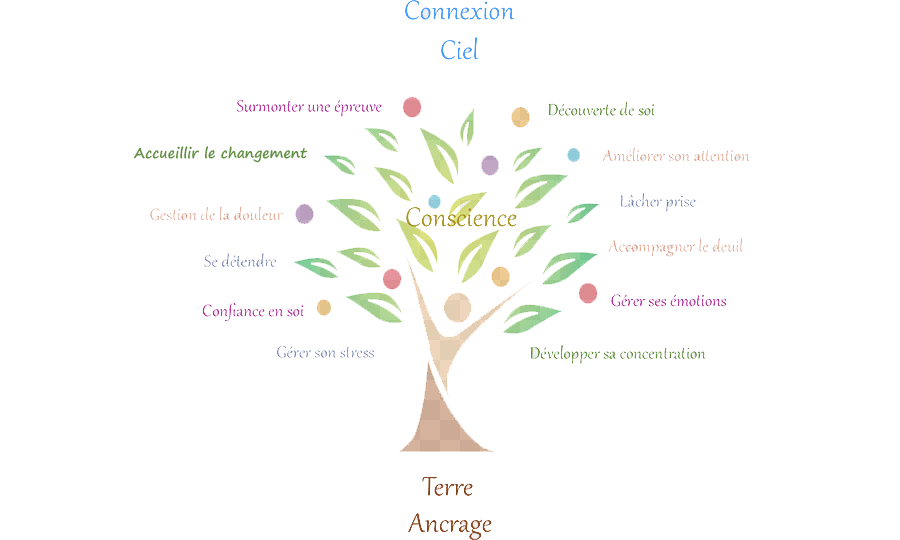 Connexion
Ciel
Surmonter une épreuve
Découverte de soi
Accueillir le changement
Améliorer son attention
Lâcher prise
Gestion de la douleur
Conscience
Accompagner le deuil
Se détendre
Gérer ses émotions
Confiance en soi
Gérer son stress
Développer sa concentration
Terre
Ancrage